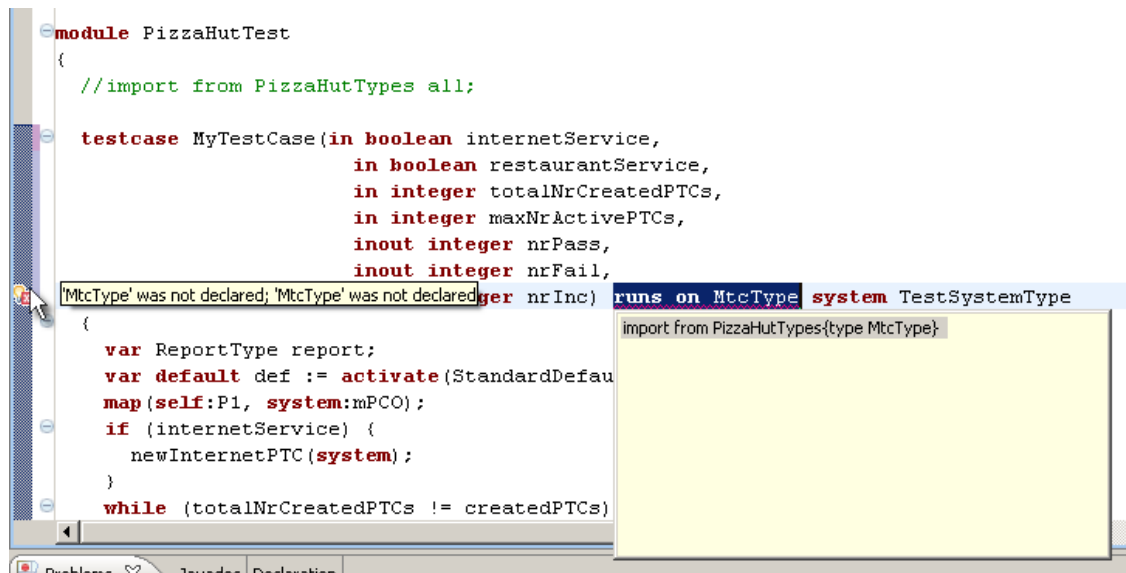 module PizzaHutTest
{
//import from PizzaHutTypes all;
testcase MyTestCase(in boolean internetService,
in boolean restaurantService,
in integer totalNrCreatedPTCs,
in integer maxNrActivePTCs,
inout integer nrPass,
inout integer nrFail,
'MtcType' was not declared; 'MtcType' was not declared ger nrInc) runs on MtcType system TestSystemType
{
import from PizzaHutTypes{type MtcType}
var ReportType report;
var default def := activate(StandardDefau
map(self:P1, system:mPCO);
if (internetService) {
newInternetPTC(system);
}
while (totalNrCreatedPTCs != createdPTCs)
Problems Javadoc Declaration